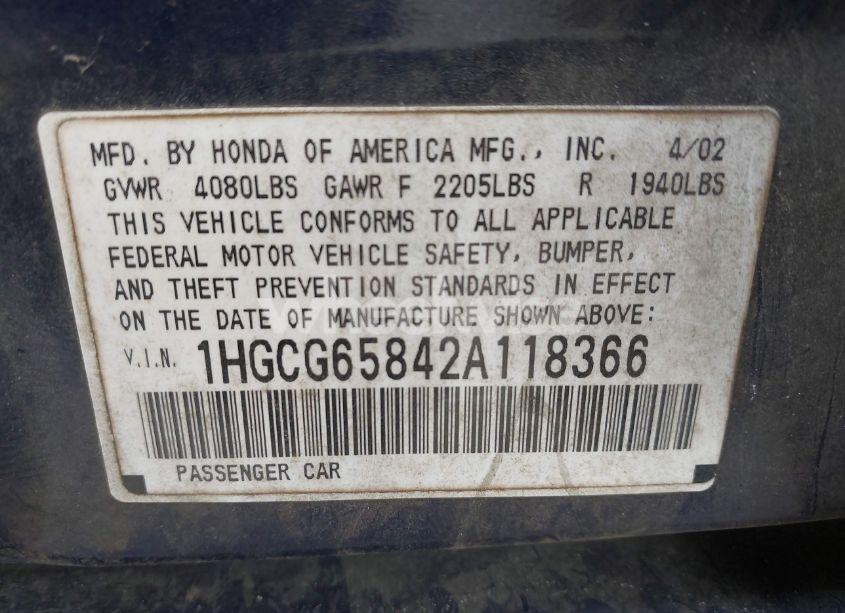 MFD. BY HONDA OF AMERICA MFG., INC. 4/02
GVWR 4080LBS GAWR F 2205LBS R 1940LBS
THIS VEHICLE CONFORMS TO ALL APPLICABLE
FEDERAL MOTOR VEHICLE SAFETY, BUMPER,
AND THEFT PREVENTION STANDARDS IN EFFECT
ON THE DATE OF MANUFACTURE SHOWN ABOVE:
V.I.N. 1HGCG65842A118366
PASSENGER CAR